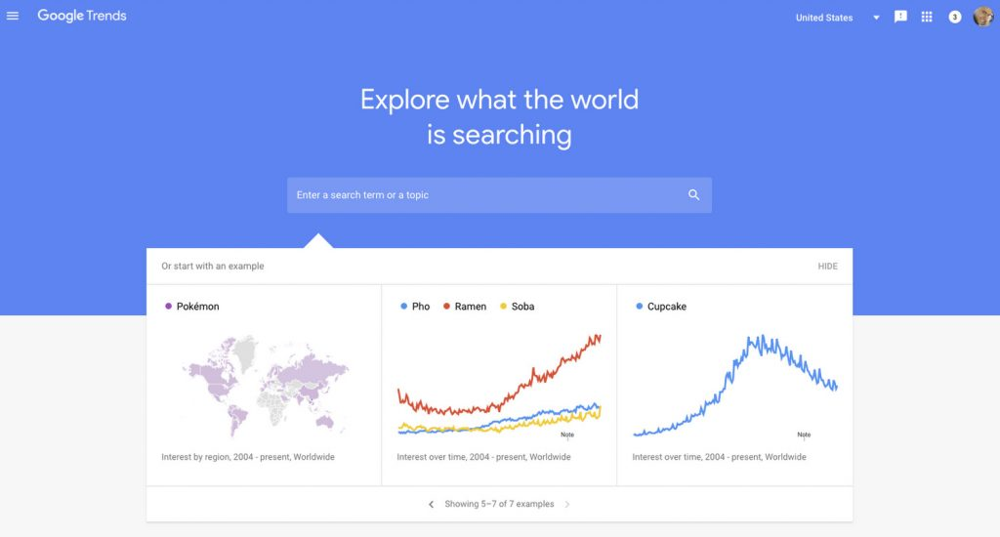 Google Trends
United States
3
Explore what the world
is searching
Enter a search term or a topic
Or start with an example
HIDE
Pokémon
Interest by region, 2004 - present, Worldwide
Pho Ramen Soba
Note
Interest over time, 2004 - present, Worldwide
Cupcake
Note
Interest over time, 2004 - present, Worldwide
Showing 5–7 of 7 examples